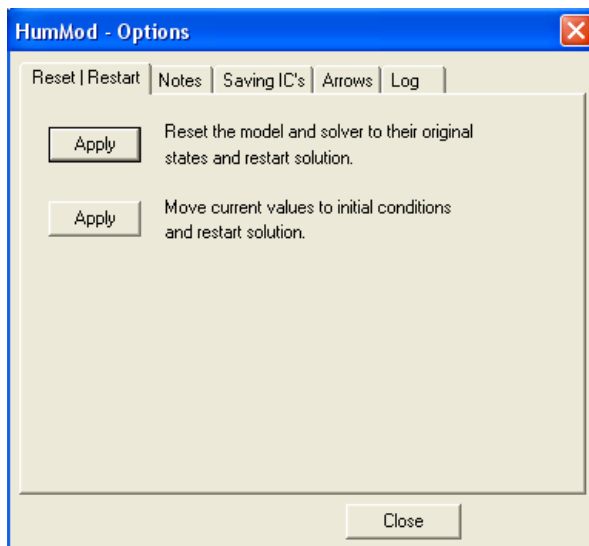 HumMod - Options
Reset | Restart Notes Saving IC's Arrows Log
Apply
Reset the model and solver to their original
states and restart solution.
Apply
Move current values to initial conditions
and restart solution.
Close